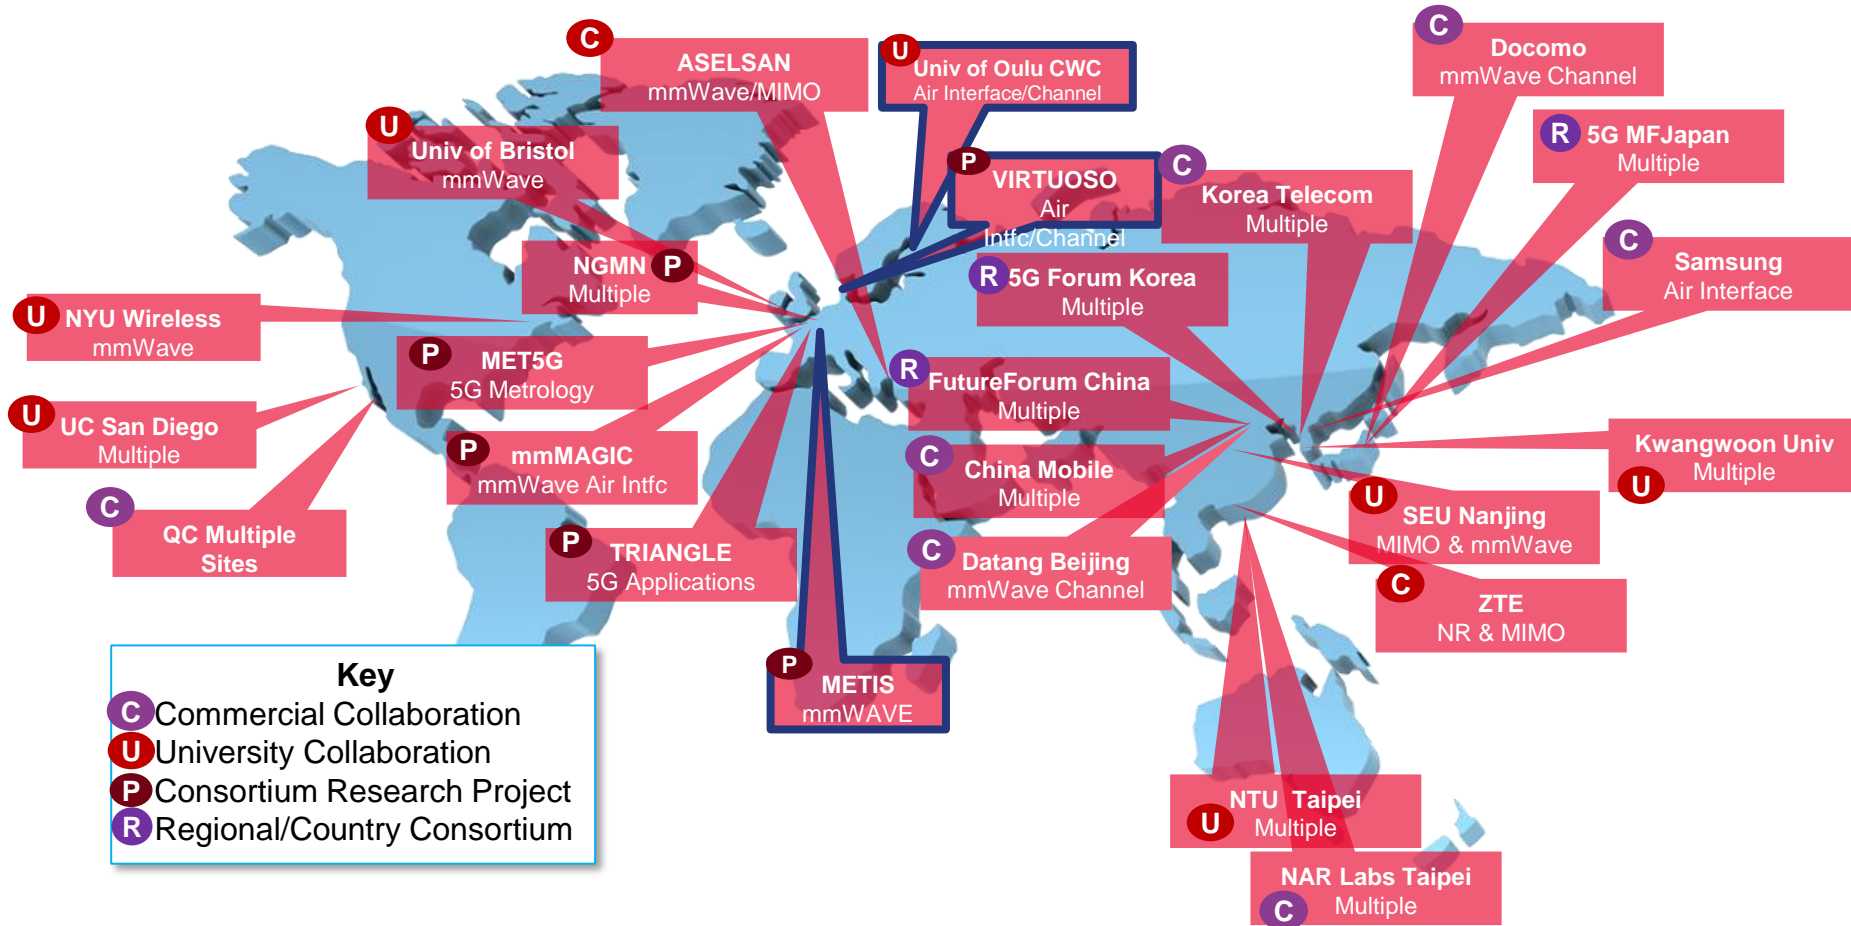 C
ASELSAN
mmWave/MIMO
U
Univ of Oulu CWC
Air Interface/Channel
C
Docomo
mmWave Channel
U
Univ of Bristol
mmWave
P
VIRTUOSO
Air
Intfc/Channel
C
Korea Telecom
Multiple
R
5G MFJapan
Multiple
NGMN
P
Multiple
R
5G Forum Korea
Multiple
C
Samsung
Air Interface
U
NYU Wireless
mmWave
P
MET5G
5G Metrology
R
FutureForum China
Multiple
U
UC San Diego
Multiple
P
mmMAGIC
mmWave Air Intfc
C
China Mobile
Multiple
Kwangwoon Univ
Multiple
U
C
QC Multiple
Sites
P
TRIANGLE
5G Applications
C
Datang Beijing
mmWave Channel
U
SEU Nanjing
MIMO & mmWave
C
ZTE
NR & MIMO
P
METIS
mmWAVE
Key
C Commercial Collaboration
U University Collaboration
P Consortium Research Project
R Regional/Country Consortium
NTU Taipei
U
Multiple
NAR Labs Taipei
C
Multiple